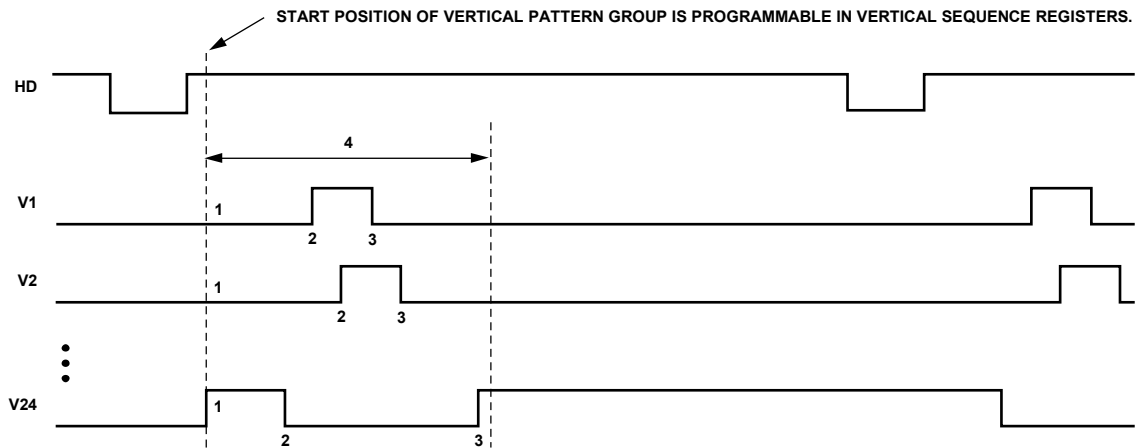 START POSITION OF VERTICAL PATTERN GROUP IS PROGRAMMABLE IN VERTICAL SEQUENCE REGISTERS.
HD
4
V1
1
2
3
V2
1
2
3
V24
1
2
3